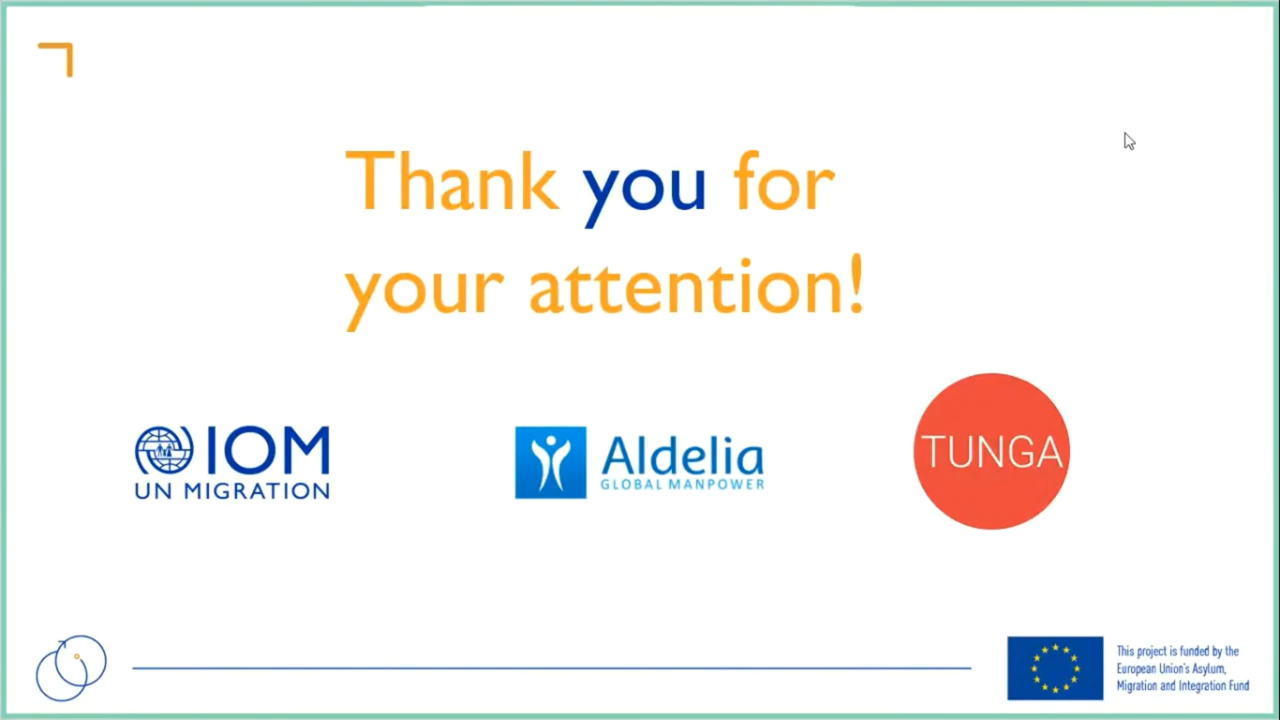 Thank you for
your attention!
IOM
UN MIGRATION
Aldelia
GLOBAL MANPOWER
TUNGA
This project is funded by the
European Union's Asylum,
Migration and Integration Fund